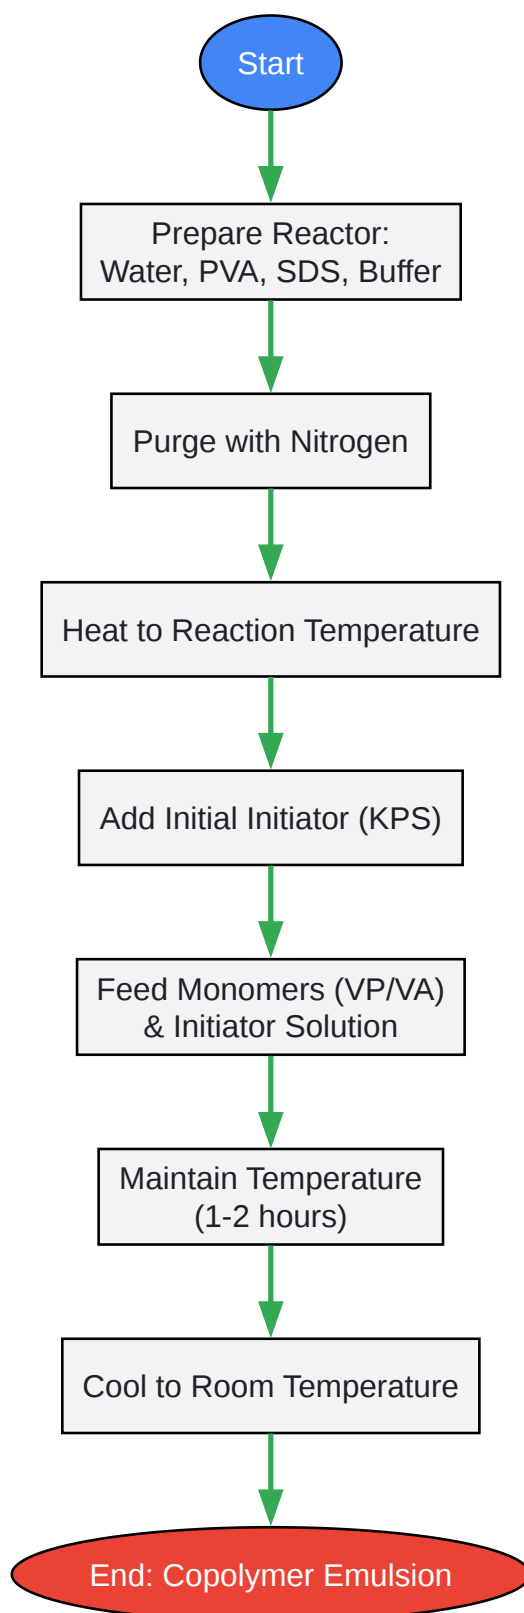 Start
Prepare Reactor:
Water, PVA, SDS, Buffer
Purge with Nitrogen
Heat to Reaction Temperature
Add Initial Initiator (KPS)
Feed Monomers (VP/VA)
& Initiator Solution
Maintain Temperature
(1-2 hours)
Cool to Room Temperature
End: Copolymer Emulsion